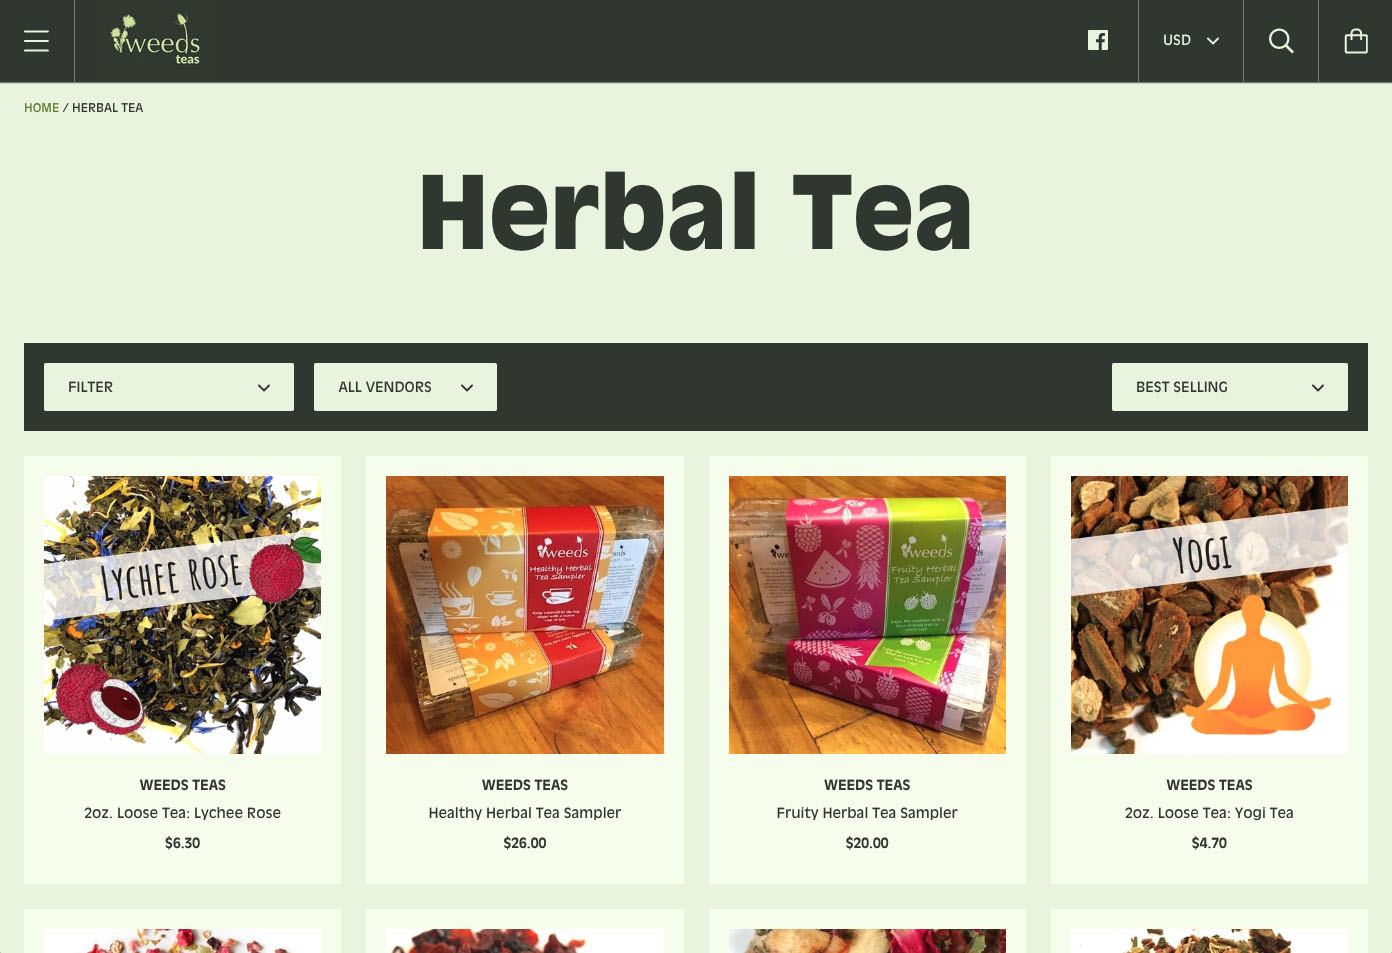 weeds
teas
USD
HOME / HERBAL TEA
Herbal Tea
FILTER
ALL VENDORS
BEST SELLING
LYCHEE ROSE
weeds
Healthy Herbal
Tea Sampler
weeds
Fruity Herbal
Tea Sampler
YOGI
WEEDS TEAS
2oz. Loose Tea: Lychee Rose
$6.30
WEEDS TEAS
Healthy Herbal Tea Sampler
$26.00
WEEDS TEAS
Fruity Herbal Tea Sampler
$20.00
WEEDS TEAS
2oz. Loose Tea: Yogi Tea
$4.70